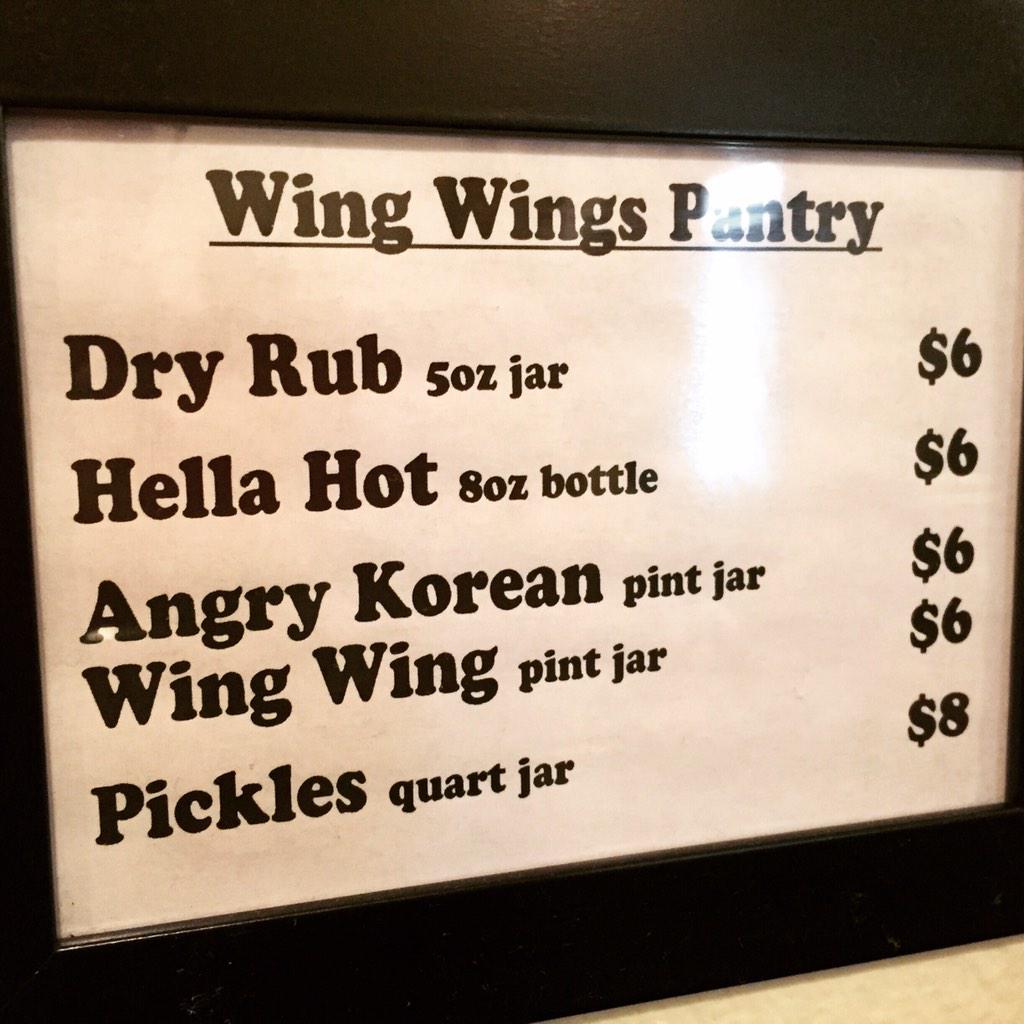 Wing Wings Pantry
Dry Rub 5oz jar $6
Hella Hot 8oz bottle $6
Angry Korean pint jar $6
Wing Wing pint jar $6
Pickles quart jar $8